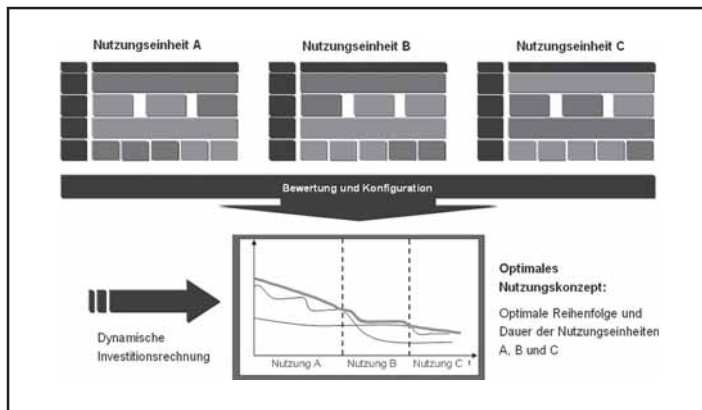 Nutzungseinheit A
Nutzungseinheit B
Nutzungseinheit C
Bewertung und Konfiguration
Dynamische
Investitionsrechnung
Nutzung A
Nutzung B
Nutzung C
t
Optimales
Nutzungskonzept:
Optimale Reihenfolge und
Dauer der Nutzungseinheiten
A, B und C